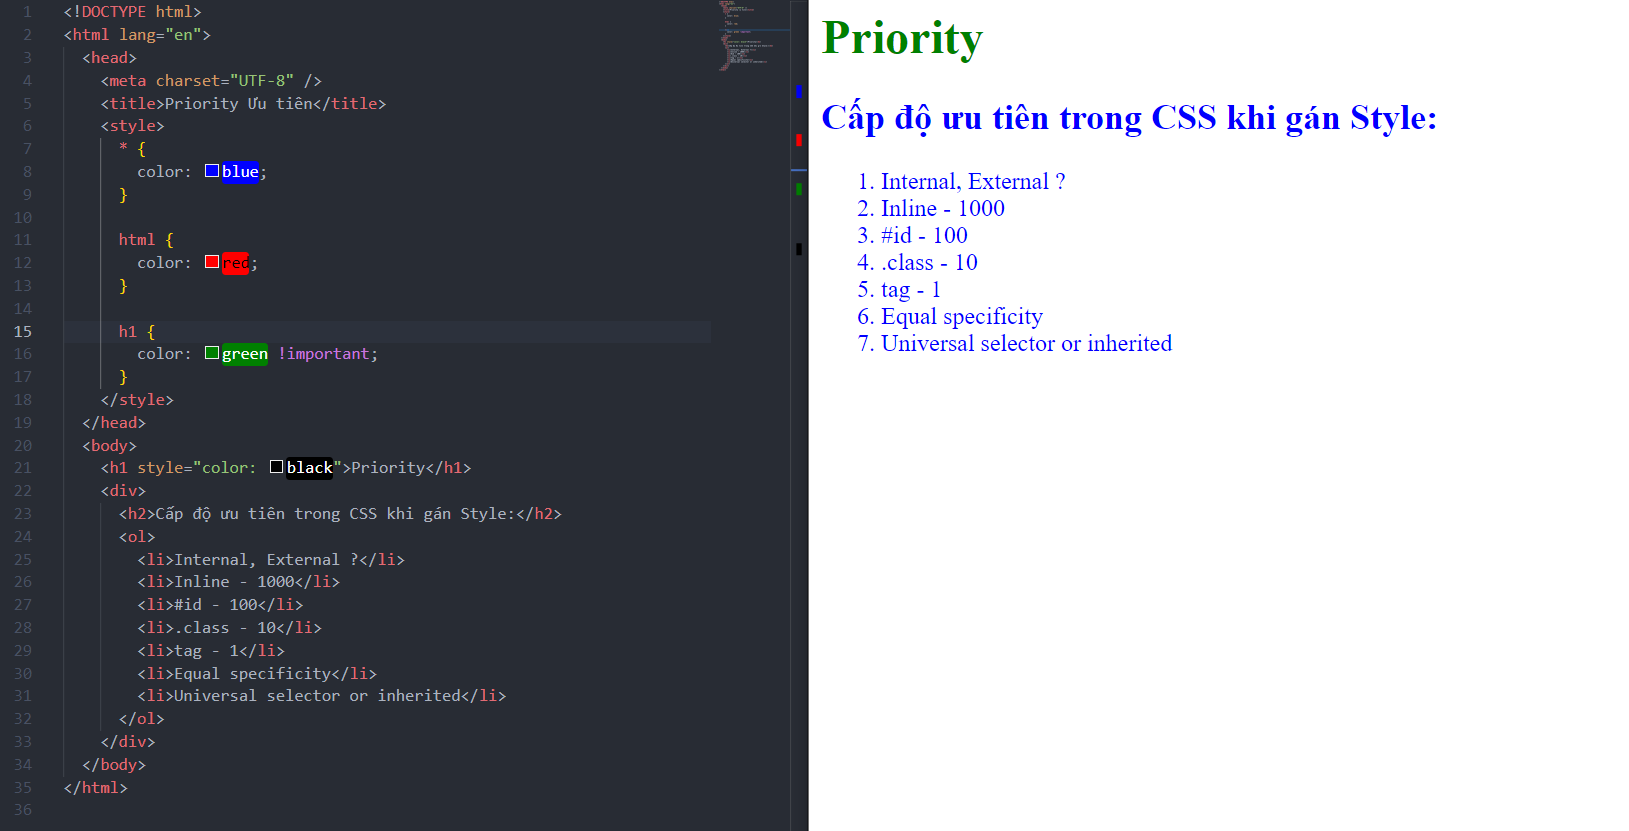 1 <!DOCTYPE html>
2 <html lang="en">
3 <head>
4 <meta charset="UTF-8" />
5 <title>Priority Ưu tiên</title>
6 <style>
7 * {
8 color: blue;
9 }
10
11 html {
12 color: red;
13 }
14
15 h1 {
16 color: green !important;
17 }
18 </style>
19 </head>
20 <body>
21 <h1 style="color: black">Priority</h1>
22 <div>
23 <h2>Cấp độ ưu tiên trong CSS khi gán Style:</h2>
24 <ol>
25 <li>Internal, External ?</li>
26 <li>Inline - 1000</li>
27 <li>#id - 100</li>
28 <li>.class - 10</li>
29 <li>tag - 1</li>
30 <li>Equal specificity</li>
31 <li>Universal selector or inherited</li>
32 </ol>
33 </div>
34 </body>
35 </html>
36
Priority
Cấp độ ưu tiên trong CSS khi gán Style:
1. Internal, External ?
2. Inline - 1000
3. #id - 100
4. .class - 10
5. tag - 1
6. Equal specificity
7. Universal selector or inherited